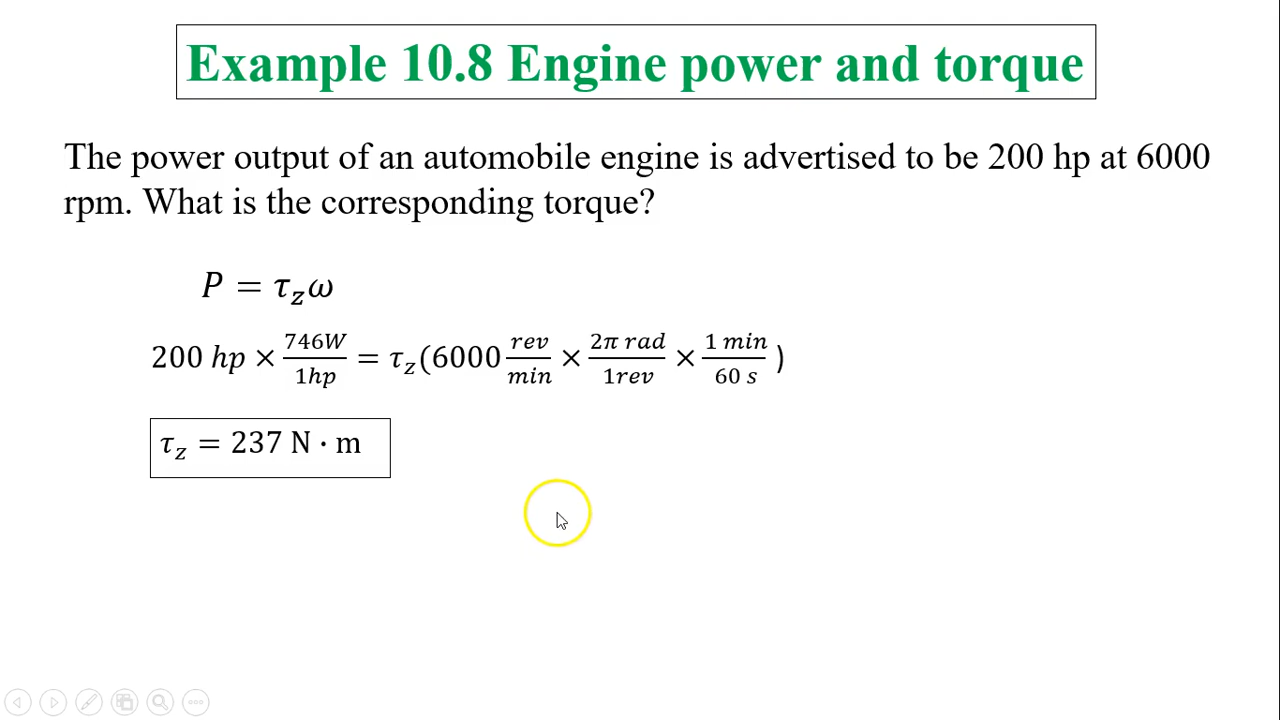 Example 10.8 Engine power and torque
The power output of an automobile engine is advertised to be 200 hp at 6000
rpm. What is the corresponding torque?
𝑃 = 𝜏𝑧𝜔
200 ℎ𝑝 × 746𝑊/1ℎ𝑝 = 𝜏𝑧(6000 𝑟𝑒𝑣/𝑚𝑖𝑛 × 2𝜋 𝑟𝑎𝑑/1𝑟𝑒𝑣 × 1 𝑚𝑖𝑛/60 𝑠 )
𝜏𝑧 = 237 N · m